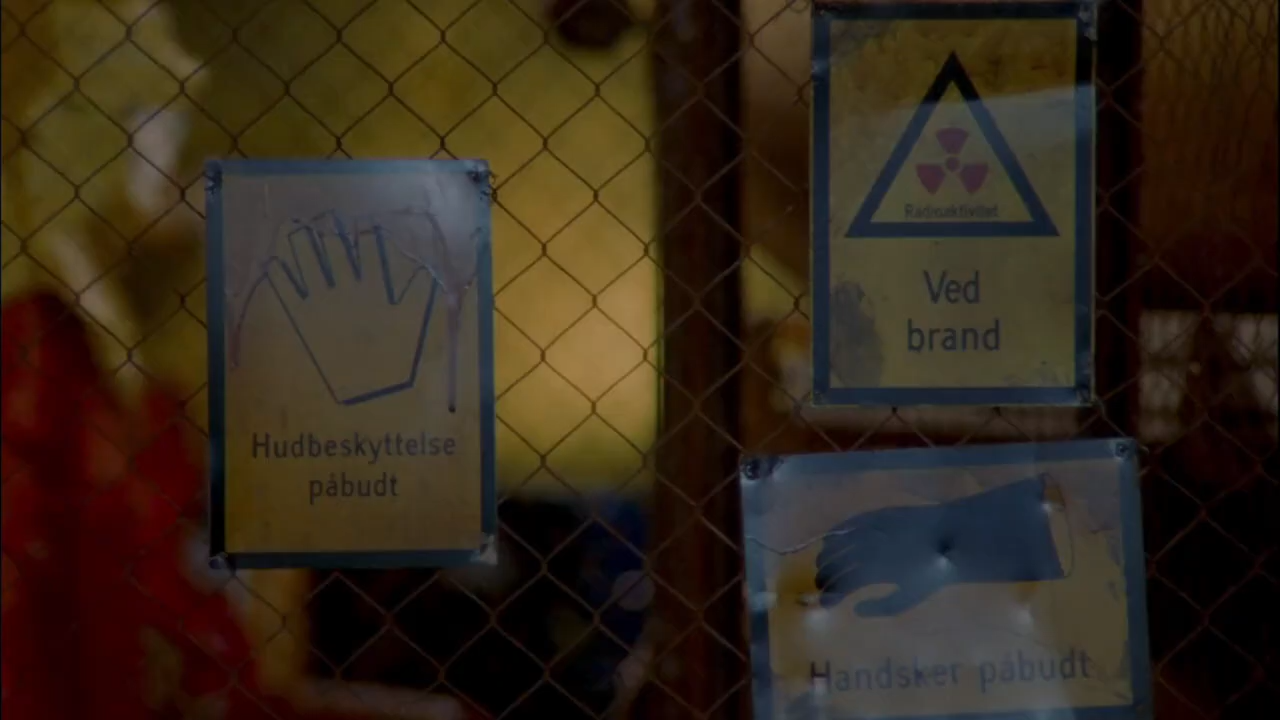 Hudbeskyttelse
påbudt
Radioaktivitet
Ved
brand
Handsker påbudt